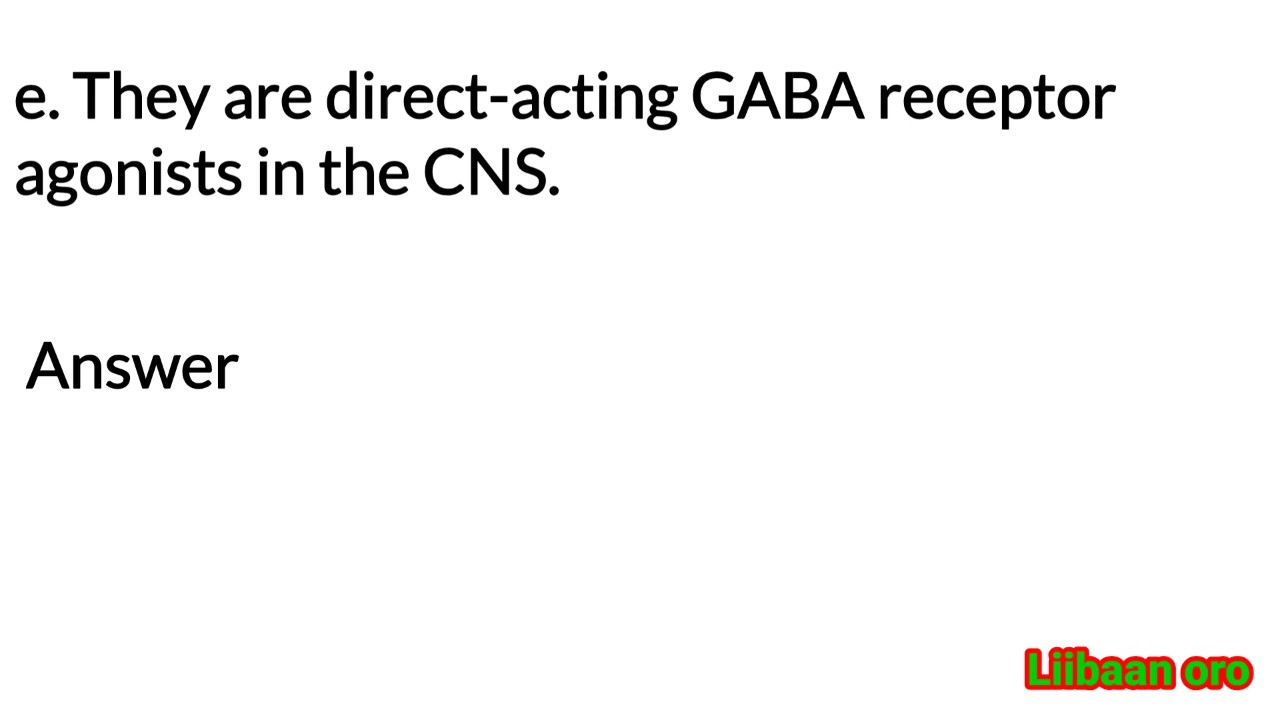 e. They are direct-acting GABA receptor
agonists in the CNS.
Answer
Liibaan oro